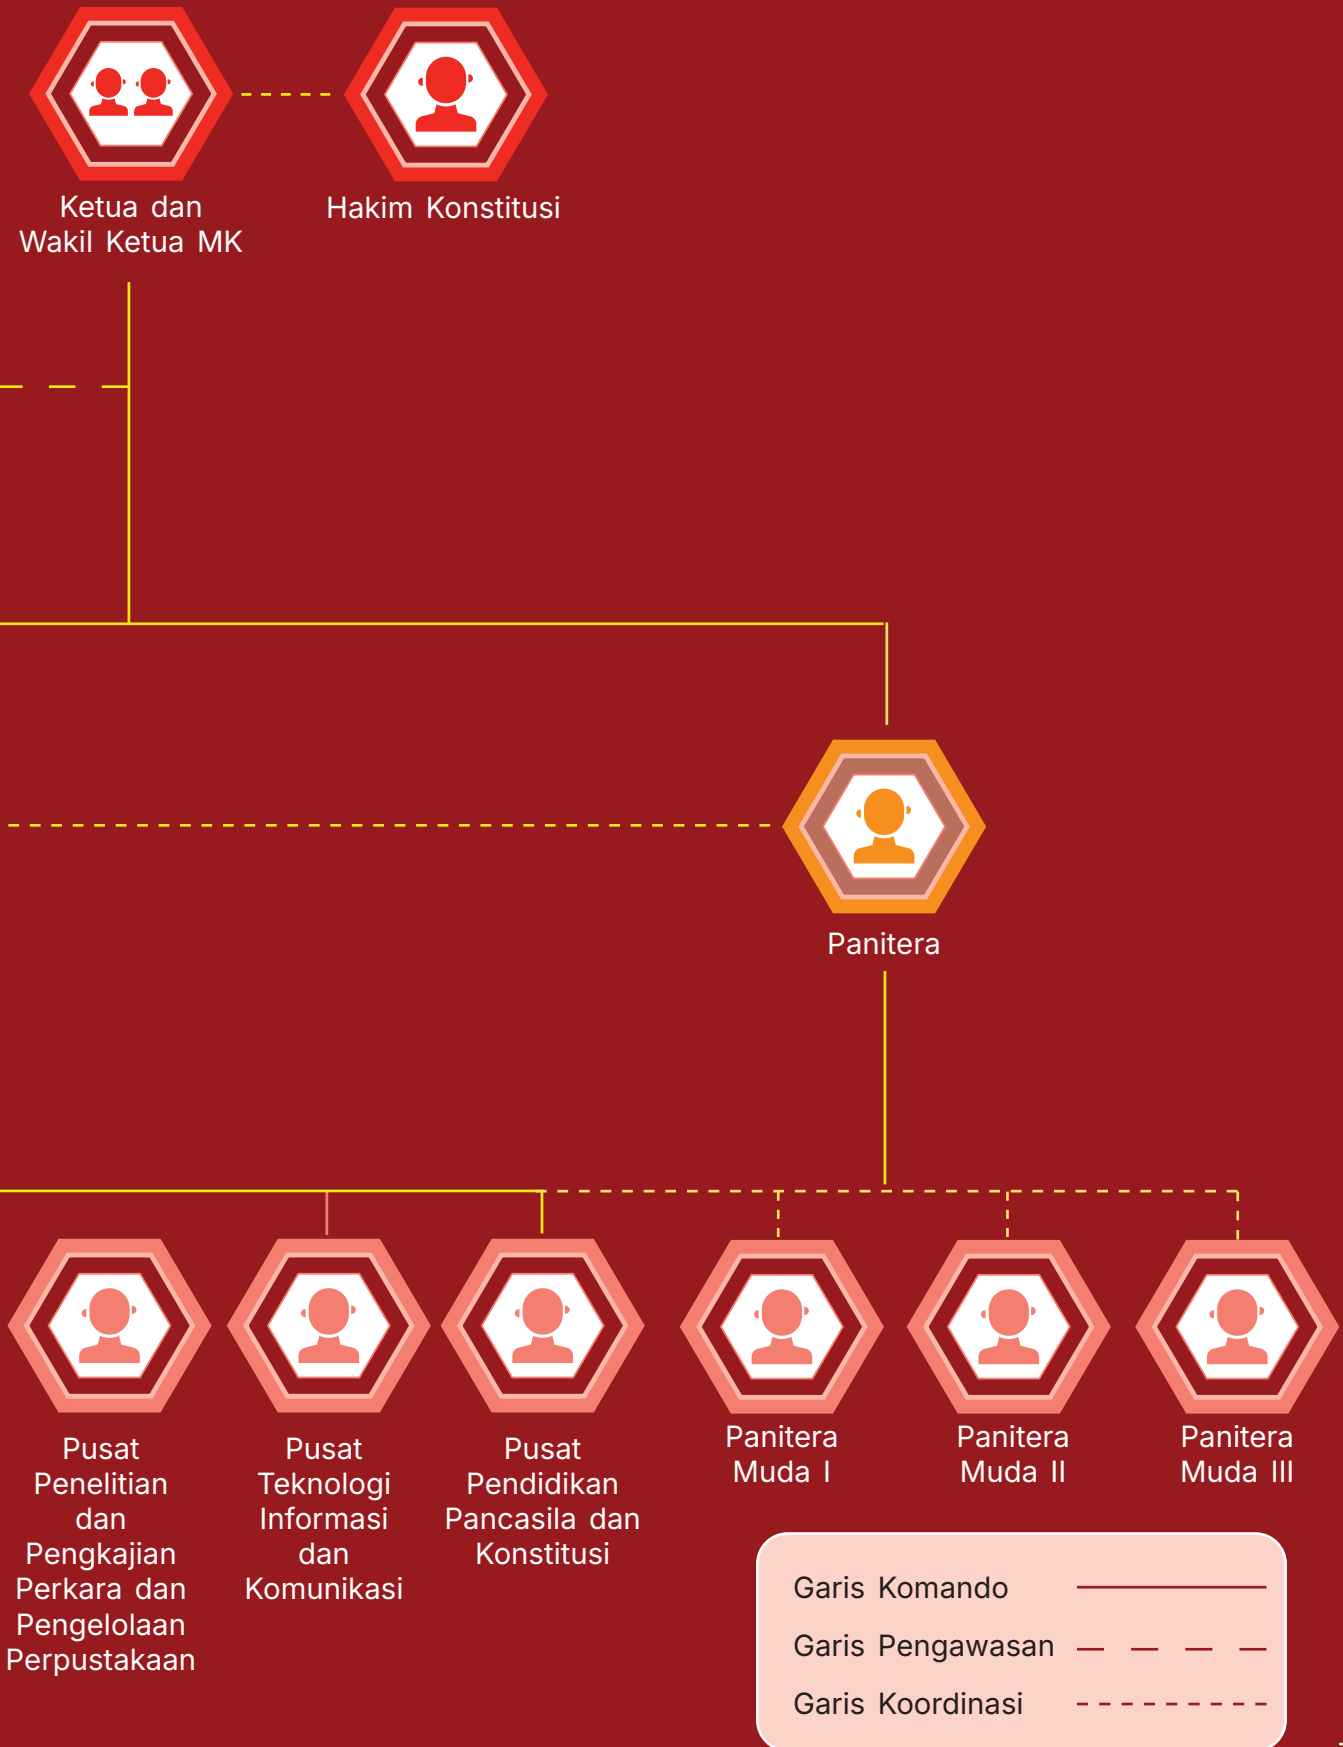 Ketua dan
Wakil Ketua MK
Hakim Konstitusi
Panitera
Pusat
Penelitian
dan
Pengkajian
Perkara dan
Pengelolaan
Perpustakaan
Pusat
Teknologi
Informasi
dan
Komunikasi
Pusat
Pendidikan
Pancasila dan
Konstitusi
Panitera
Muda I
Panitera
Muda II
Panitera
Muda III
Garis Komando
Garis Pengawasan
Garis Koordinasi